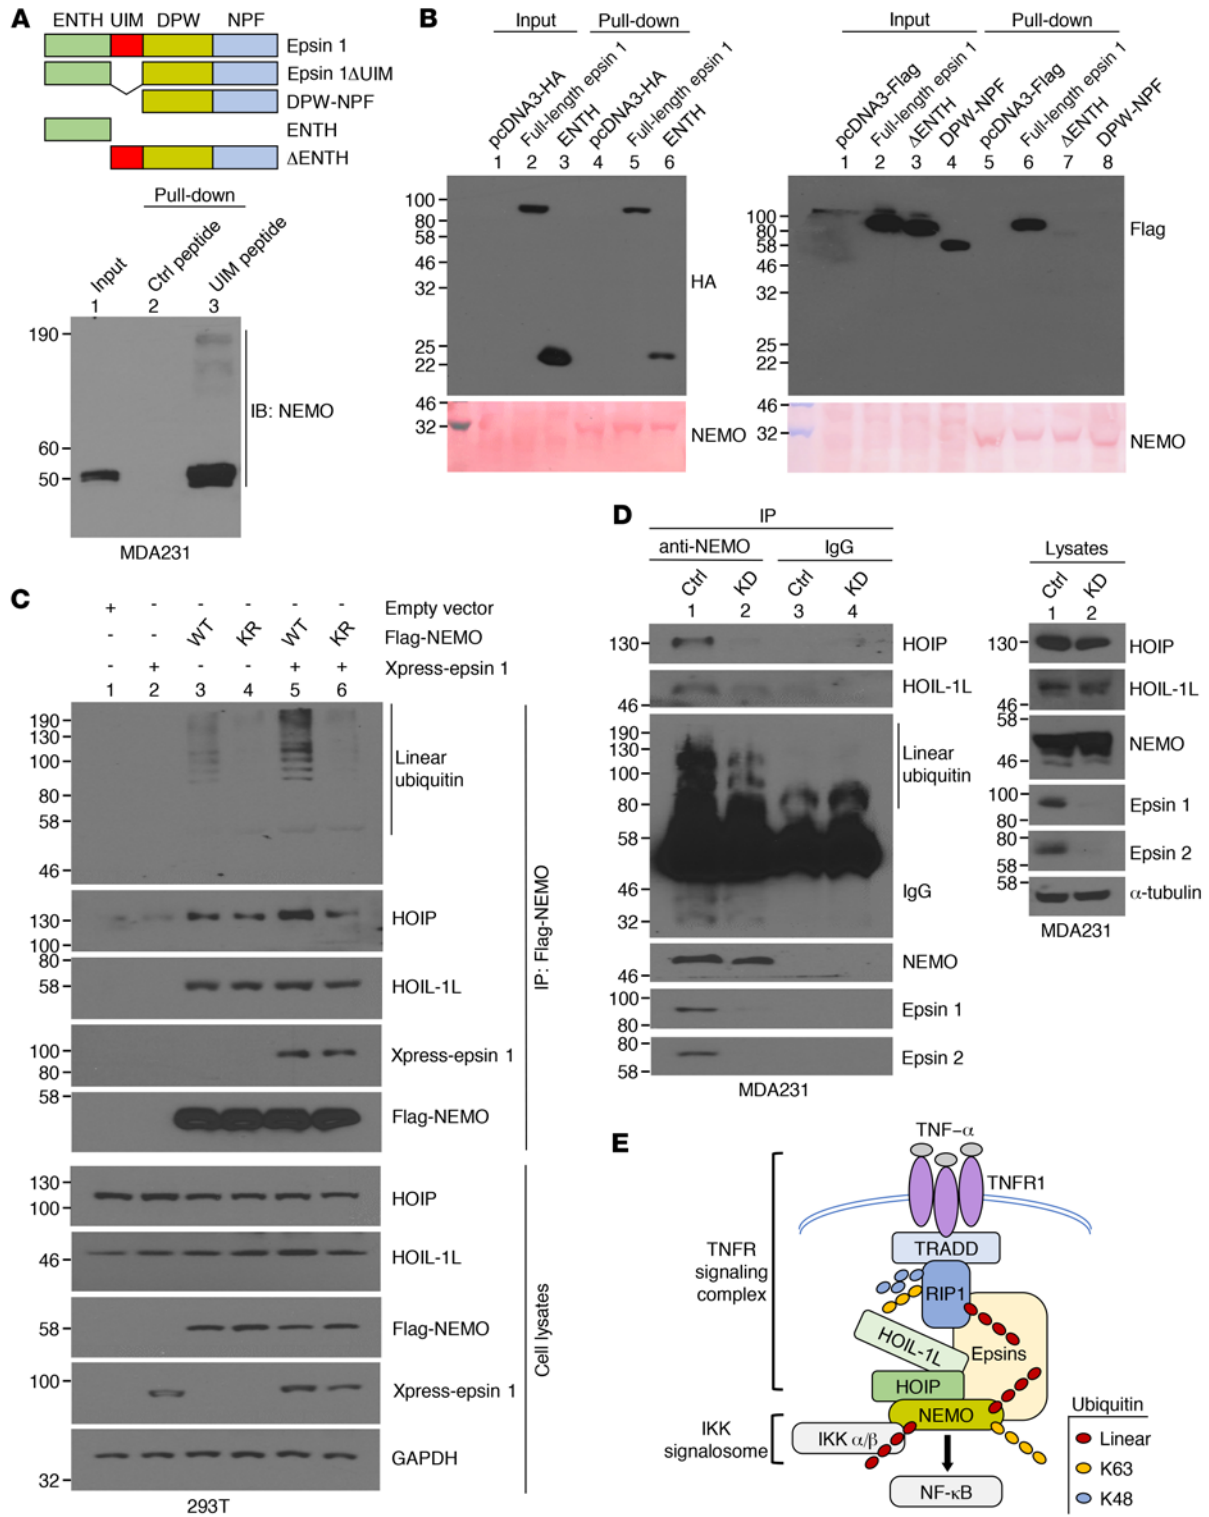 A
ENTH UIM DPW NPF
Epsin 1
Epsin 1ΔUIM
DPW-NPF
ENTH
ΔENTH
Pull-down
Input
Ctrl peptide
UIM peptide
1 2 3
190
60
50
IB: NEMO
MDA231
B
Input Pull-down
pcDNA3-HA
Full-length epsin 1
ENTH
pcDNA3-HA
Full-length epsin 1
ENTH
1 2 3 4 5 6
100
80
58
46
32
25
22
HA
46
32
NEMO
Input Pull-down
pcDNA3-Flag
Full-length epsin 1
ΔENTH
DPW-NPF
pcDNA3-Flag
Full-length epsin 1
ΔENTH
DPW-NPF
1 2 3 4 5 6 7 8
100
80
58
46
32
25
22
Flag
46
32
NEMO
C
+ - - - - - Empty vector
- - WT KR WT KR Flag-NEMO
- + - - + + Xpress-epsin 1
1 2 3 4 5 6
190
130
100
80
58
46
Linear
ubiquitin
130
100
HOIP
80
58
HOIL-1L
100
80
Xpress-epsin 1
58
Flag-NEMO
IP: Flag-NEMO
130
100
HOIP
46
HOIL-1L
58
Flag-NEMO
100
Xpress-epsin 1
32
GAPDH
Cell lysates
293T
D
IP
anti-NEMO IgG
Ctrl KD Ctrl KD
1 2 3 4
130
HOIP
46
HOIL-1L
190
130
100
80
58
46
32
Linear
ubiquitin
IgG
46
NEMO
100
80
Epsin 1
80
58
Epsin 2
MDA231
Lysates
Ctrl KD
1 2
130
HOIP
46
HOIL-1L
58
46
NEMO
100
80
Epsin 1
80
58
Epsin 2
58
α-tubulin
MDA231
E
TNF-α
TNFR1
TNFR
signaling
complex
TRADD
RIP1
HOIL-1L
Epsins
HOIP
NEMO
IKK
signalosome
IKK α/β
NF-κB
Ubiquitin
Linear
K63
K48